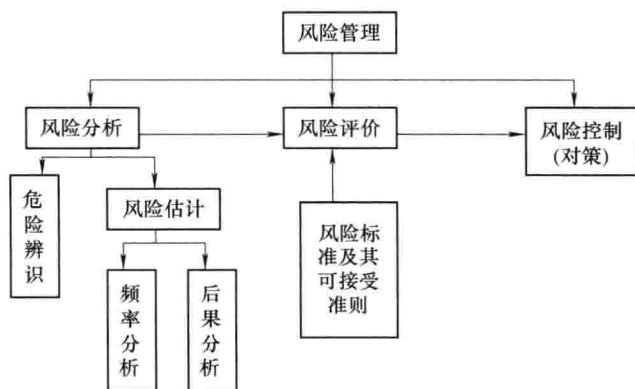 风险管理
风险分析
风险评价
风险控制
(对策)
危险辨识
风险估计
风险标
准及其
可接受
准则
频率分析
后果分析